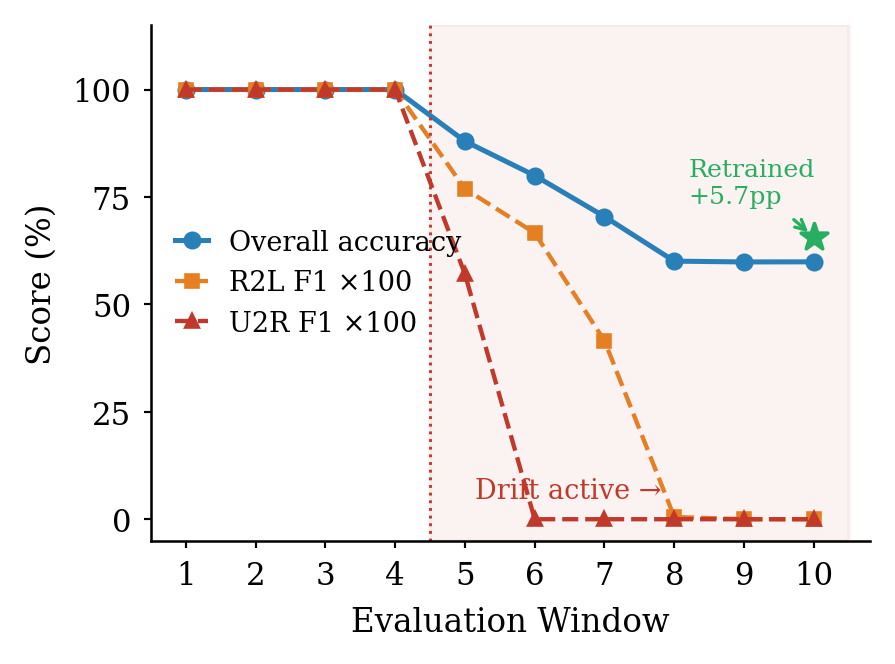 100
75
50
25
0
Score (%)
Retrained
+5.7pp
Overall accuracy
R2L F1 ×100
U2R F1 ×100
Drift active →
1 2 3 4 5 6 7 8 9 10
Evaluation Window